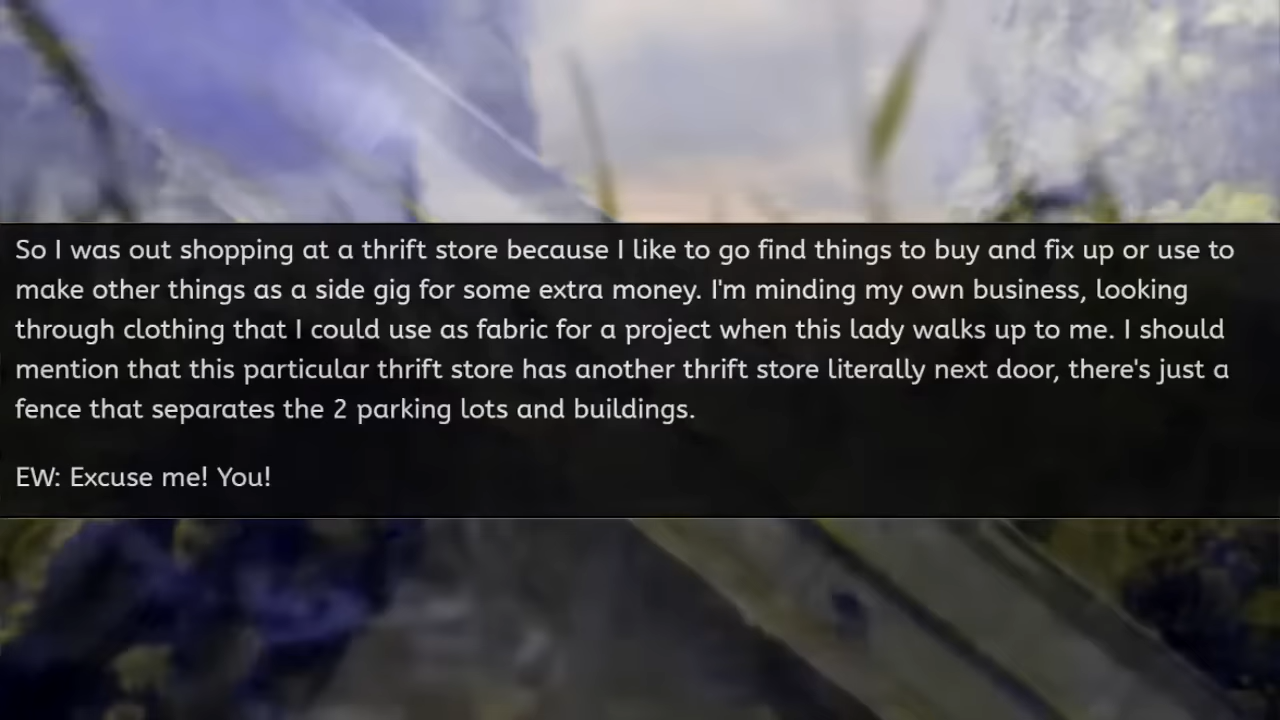 So I was out shopping at a thrift store because I like to go find things to buy and fix up or use to
make other things as a side gig for some extra money. I'm minding my own business, looking
through clothing that I could use as fabric for a project when this lady walks up to me. I should
mention that this particular thrift store has another thrift store literally next door, there's just a
fence that separates the 2 parking lots and buildings.
EW: Excuse me! You!